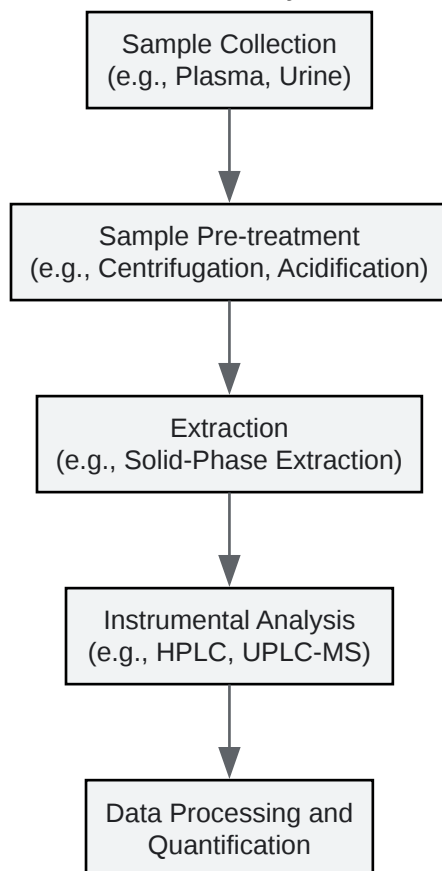 Sample Collection
(e.g., Plasma, Urine)
Sample Pre-treatment
(e.g., Centrifugation, Acidification)
Extraction
(e.g., Solid-Phase Extraction)
Instrumental Analysis
(e.g., HPLC, UPLC-MS)
Data Processing and
Quantification